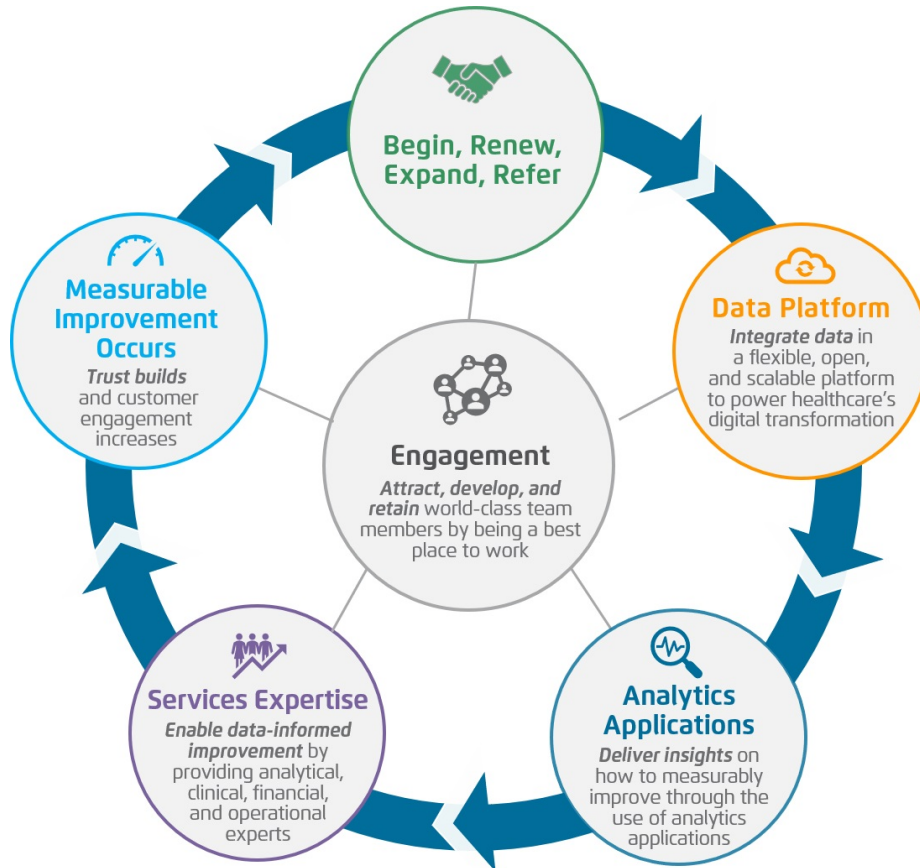 Begin, Renew,
Expand, Refer
Data Platform
Integrate data in
a flexible, open,
and scalable platform
to power healthcare's
digital transformation
Analytics
Applications
Deliver insights on
how to measurably
improve through the
use of analytics
applications
Services Expertise
Enable data-informed
improvement by
providing analytical,
clinical, financial,
and operational
experts
Measurable
Improvement
Occurs
Trust builds
and customer
engagement
increases
Engagement
Attract, develop, and
retain world-class team
members by being a best
place to work